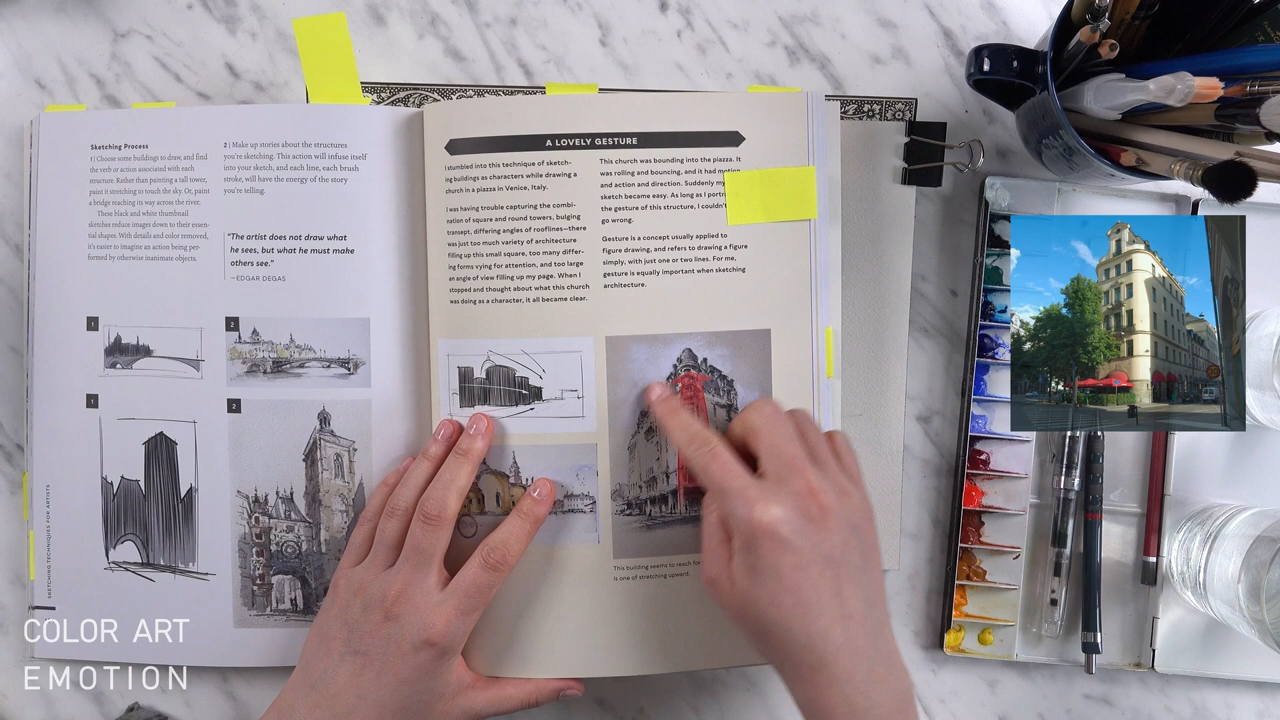 Sketching Process
1 | Choose some buildings to draw, and find
the verb or action associated with each
structure. Rather than painting a tall tower,
paint it stretching to touch the sky. Or, paint
a bridge reaching its way across the river.
These black and white thumbnail
sketches reduce images down to their essen-
tial shapes. With details and color removed,
it's easier to imagine an action being per-
formed by otherwise inanimate objects.
2 | Make up stories about the structures
you're sketching. This action will infuse itself
into your sketch, and each line, each brush
stroke, will have the energy of the story
you're telling.
"The artist does not draw what
he sees, but what he must make
others see."
—EDGAR DEGAS
1
2
1
2
SKETCHING TECHNIQUES FOR ARTISTS
A LOVELY GESTURE
I stumbled into this technique of sketch-
ing buildings as characters while drawing a
church in a piazza in Venice, Italy.
I was having trouble capturing the combi-
nation of square and round towers, bulging
transept, differing angles of rooflines—there
was just too much variety of architecture
filling up this small square, too many differ-
ing forms vying for attention, and too large
an angle of view filling up my page. When I
stopped and thought about what this church
was doing as a character, it all became clear.
This church was bounding into the piazza. It
was rolling and bouncing, and it had motion
and action and direction. Suddenly my
sketch became easy. As long as I
the gesture of this structure, I couldn't
go wrong.
Gesture is a concept usually applied to
figure drawing, and refers to drawing a figure
simply, with just one or two lines. For me,
gesture is equally important when sketching
architecture.
This building seems to reach for
is one of stretching upward.
COLOR ART
EMOTION